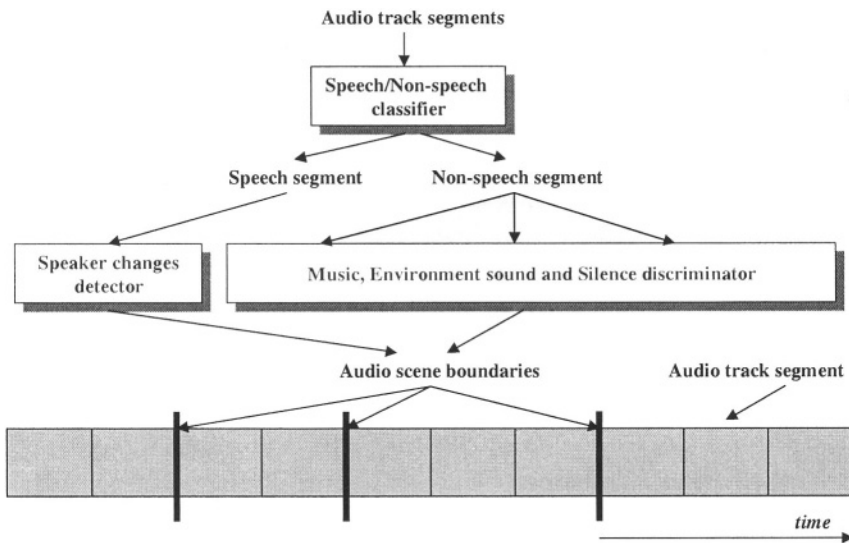 Audio track segments
Speech/Non-speech
classifier
Speech segment
Non-speech segment
Speaker changes
detector
Music, Environment sound and Silence discriminator
Audio scene boundaries
Audio track segment
time